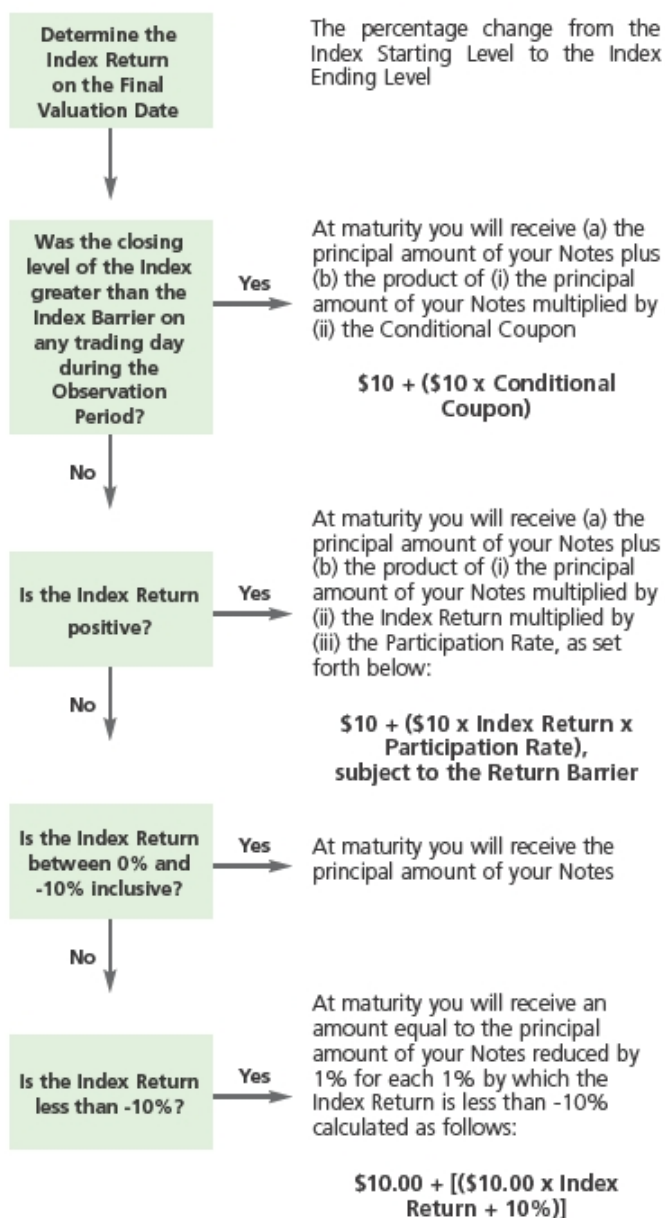 Determine the
Index Return
on the Final
Valuation Date
The percentage change from the
Index Starting Level to the Index
Ending Level
Was the closing
level of the Index
greater than the
Index Barrier on
any trading day
during the
Observation
Period?
Yes
At maturity you will receive (a) the
principal amount of your Notes plus
(b) the product of (i) the principal
amount of your Notes multiplied by
(ii) the Conditional Coupon
$10 + ($10 x Conditional
Coupon)
No
Is the Index Return
positive?
Yes
At maturity you will receive (a) the
principal amount of your Notes plus
(b) the product of (i) the principal
amount of your Notes multiplied by
(ii) the Index Return multiplied by
(iii) the Participation Rate, as set
forth below:
$10 + ($10 x Index Return x
Participation Rate),
subject to the Return Barrier
No
Is the Index Return
between 0% and
-10% inclusive?
Yes
At maturity you will receive the
principal amount of your Notes
No
Is the Index Return
less than -10%?
Yes
At maturity you will receive an
amount equal to the principal
amount of your Notes reduced by
1% for each 1% by which the
Index Return is less than -10%
calculated as follows:
$10.00 + [($10.00 x Index
Return + 10%)]